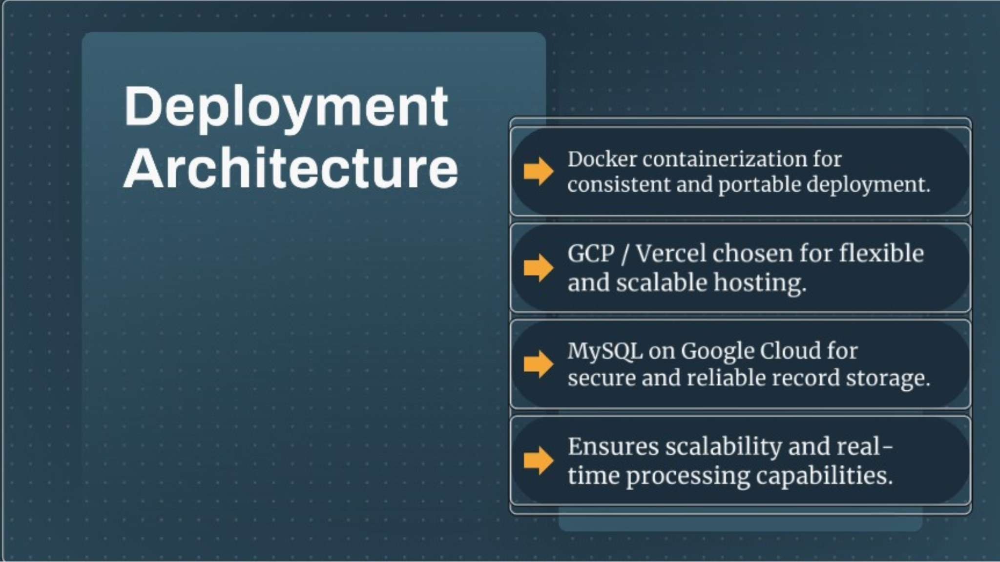 Deployment
Architecture
Docker containerization for
consistent and portable deployment.
GCP / Vercel chosen for flexible
and scalable hosting.
MySQL on Google Cloud for
secure and reliable record storage.
Ensures scalability and real-
time processing capabilities.